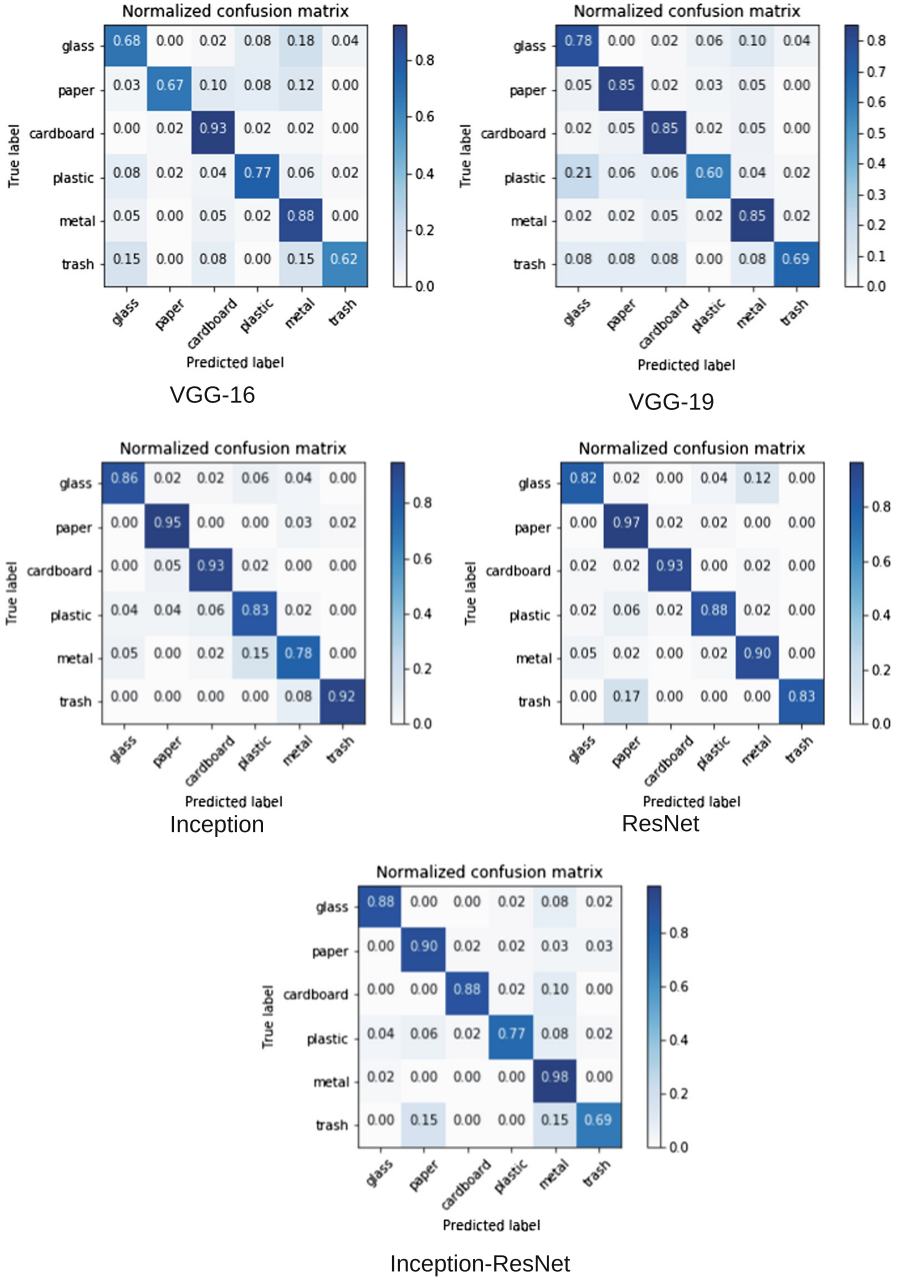 Normalized confusion matrix
glass 0.68 0.00 0.02 0.08 0.18 0.04
paper 0.03 0.67 0.10 0.08 0.12 0.00
cardboard 0.00 0.02 0.93 0.02 0.02 0.00
plastic 0.08 0.02 0.04 0.77 0.06 0.02
metal 0.05 0.00 0.05 0.02 0.88 0.00
trash 0.15 0.00 0.08 0.00 0.15 0.62
True label
glass paper cardboard plastic metal trash
Predicted label
0.8
0.6
0.4
0.2
0.0
VGG-16
Normalized confusion matrix
glass 0.78 0.00 0.02 0.06 0.10 0.04
paper 0.05 0.85 0.02 0.03 0.05 0.00
cardboard 0.02 0.05 0.85 0.02 0.05 0.00
plastic 0.21 0.06 0.06 0.60 0.04 0.02
metal 0.02 0.02 0.05 0.02 0.85 0.02
trash 0.08 0.08 0.08 0.00 0.08 0.69
True label
glass paper cardboard plastic metal trash
Predicted label
0.8
0.7
0.6
0.5
0.4
0.3
0.2
0.1
0.0
VGG-19
Normalized confusion matrix
glass 0.86 0.02 0.02 0.06 0.04 0.00
paper 0.00 0.95 0.00 0.00 0.03 0.02
cardboard 0.00 0.05 0.93 0.02 0.00 0.00
plastic 0.04 0.04 0.06 0.83 0.02 0.00
metal 0.05 0.00 0.02 0.15 0.78 0.00
trash 0.00 0.00 0.00 0.00 0.08 0.92
True label
glass paper cardboard plastic metal trash
Predicted label
0.8
0.6
0.4
0.2
0.0
Inception
Normalized confusion matrix
glass 0.82 0.02 0.00 0.04 0.12 0.00
paper 0.00 0.97 0.02 0.02 0.00 0.00
cardboard 0.02 0.02 0.93 0.00 0.02 0.00
plastic 0.02 0.06 0.02 0.88 0.02 0.00
metal 0.05 0.02 0.00 0.02 0.90 0.00
trash 0.00 0.17 0.00 0.00 0.00 0.83
True label
glass paper cardboard plastic metal trash
Predicted label
0.8
0.6
0.4
0.2
0.0
ResNet
Normalized confusion matrix
glass 0.88 0.00 0.00 0.02 0.08 0.02
paper 0.00 0.90 0.02 0.02 0.03 0.03
cardboard 0.00 0.00 0.88 0.02 0.10 0.00
plastic 0.04 0.06 0.02 0.77 0.08 0.02
metal 0.02 0.00 0.00 0.00 0.98 0.00
trash 0.00 0.15 0.00 0.00 0.15 0.69
True label
glass paper cardboard plastic metal trash
Predicted label
0.8
0.6
0.4
0.2
0.0
Inception-ResNet